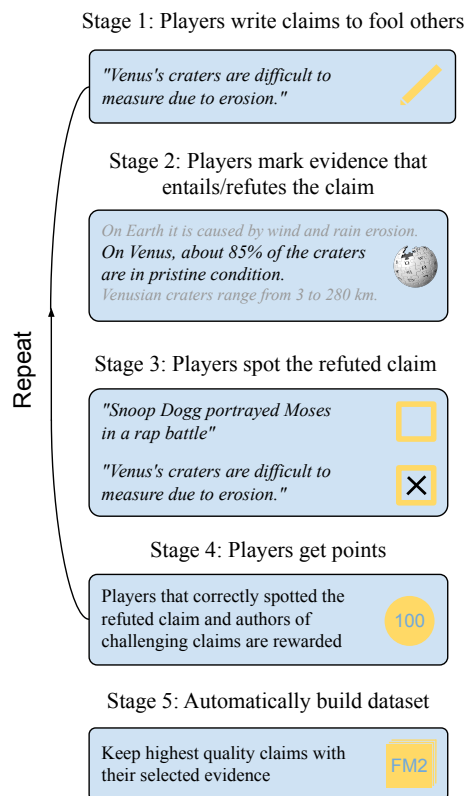 Stage 1: Players write claims to fool others
"Venus's craters are difficult to
measure due to erosion."
Stage 2: Players mark evidence that
entails/refutes the claim
On Earth it is caused by wind and rain erosion.
On Venus, about 85% of the craters
are in pristine condition.
Venusian craters range from 3 to 280 km.
Repeat
Stage 3: Players spot the refuted claim
"Snoop Dogg portrayed Moses
in a rap battle"
"Venus's craters are difficult to
measure due to erosion."
Stage 4: Players get points
Players that correctly spotted the
refuted claim and authors of
challenging claims are rewarded
100
Stage 5: Automatically build dataset
Keep highest quality claims with
their selected evidence
FM2